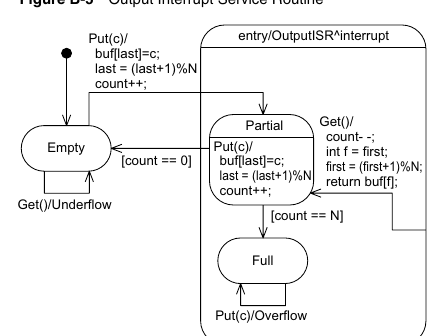 Figure B-3 Output Interrupt Service Routine
Put(c)/
buf[last]=c;
last = (last+1)%N
count++;
entry/OutputISR^interrupt
Empty
[count == 0]
Get()/Underflow
Partial
Put(c)/
buf[last]=c;
last = (last+1)%N
count++;
Get()/
count- -;
int f = first;
first = (first+1)%N;
return buf[f];
[count == N]
Full
Put(c)/Overflow